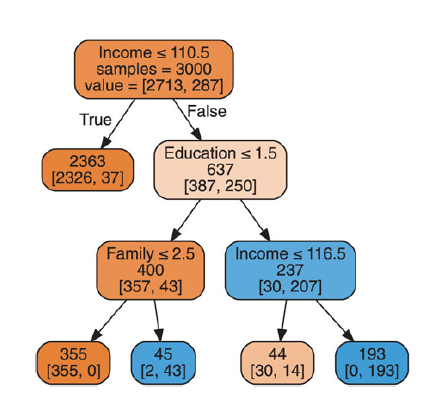 Income ≤ 110.5
samples = 3000
value = [2713, 287]
True
False
2363
[2326, 37]
Education ≤ 1.5
637
[387, 250]
Family ≤ 2.5
400
[357, 43]
Income ≤ 116.5
237
[30, 207]
355
[355, 0]
45
[2, 43]
44
[30, 14]
193
[0, 193]